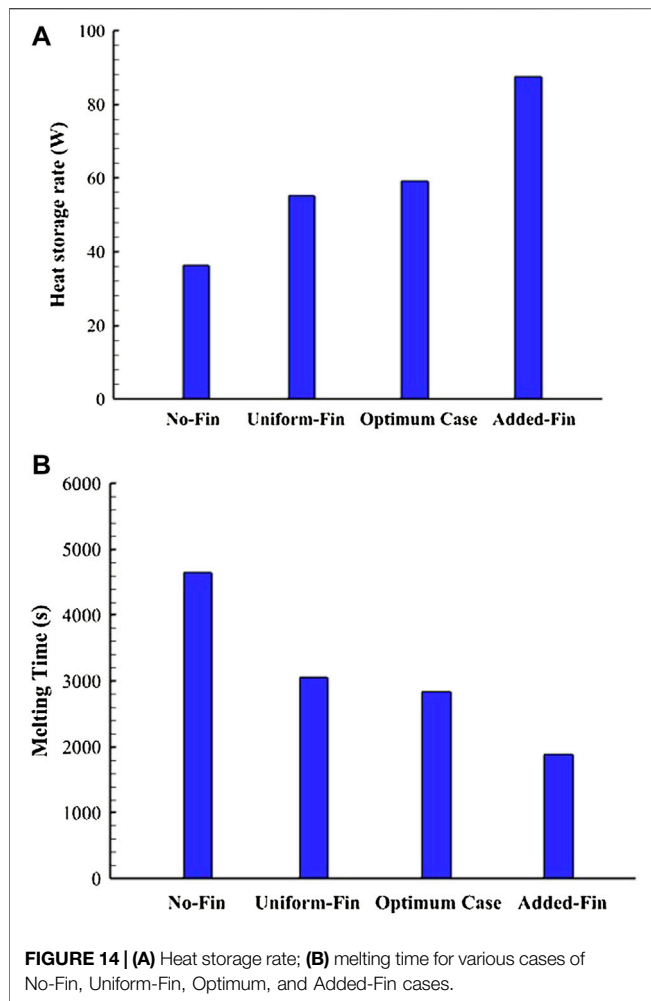 A
100
80
60
40
20
0
Heat storage rate (W)
No-Fin Uniform-Fin Optimum Case Added-Fin
B
6000
5000
4000
3000
2000
1000
0
Melting Time (s)
No-Fin Uniform-Fin Optimum Case Added-Fin
FIGURE 14 | (A) Heat storage rate; (B) melting time for various cases of
No-Fin, Uniform-Fin, Optimum, and Added-Fin cases.